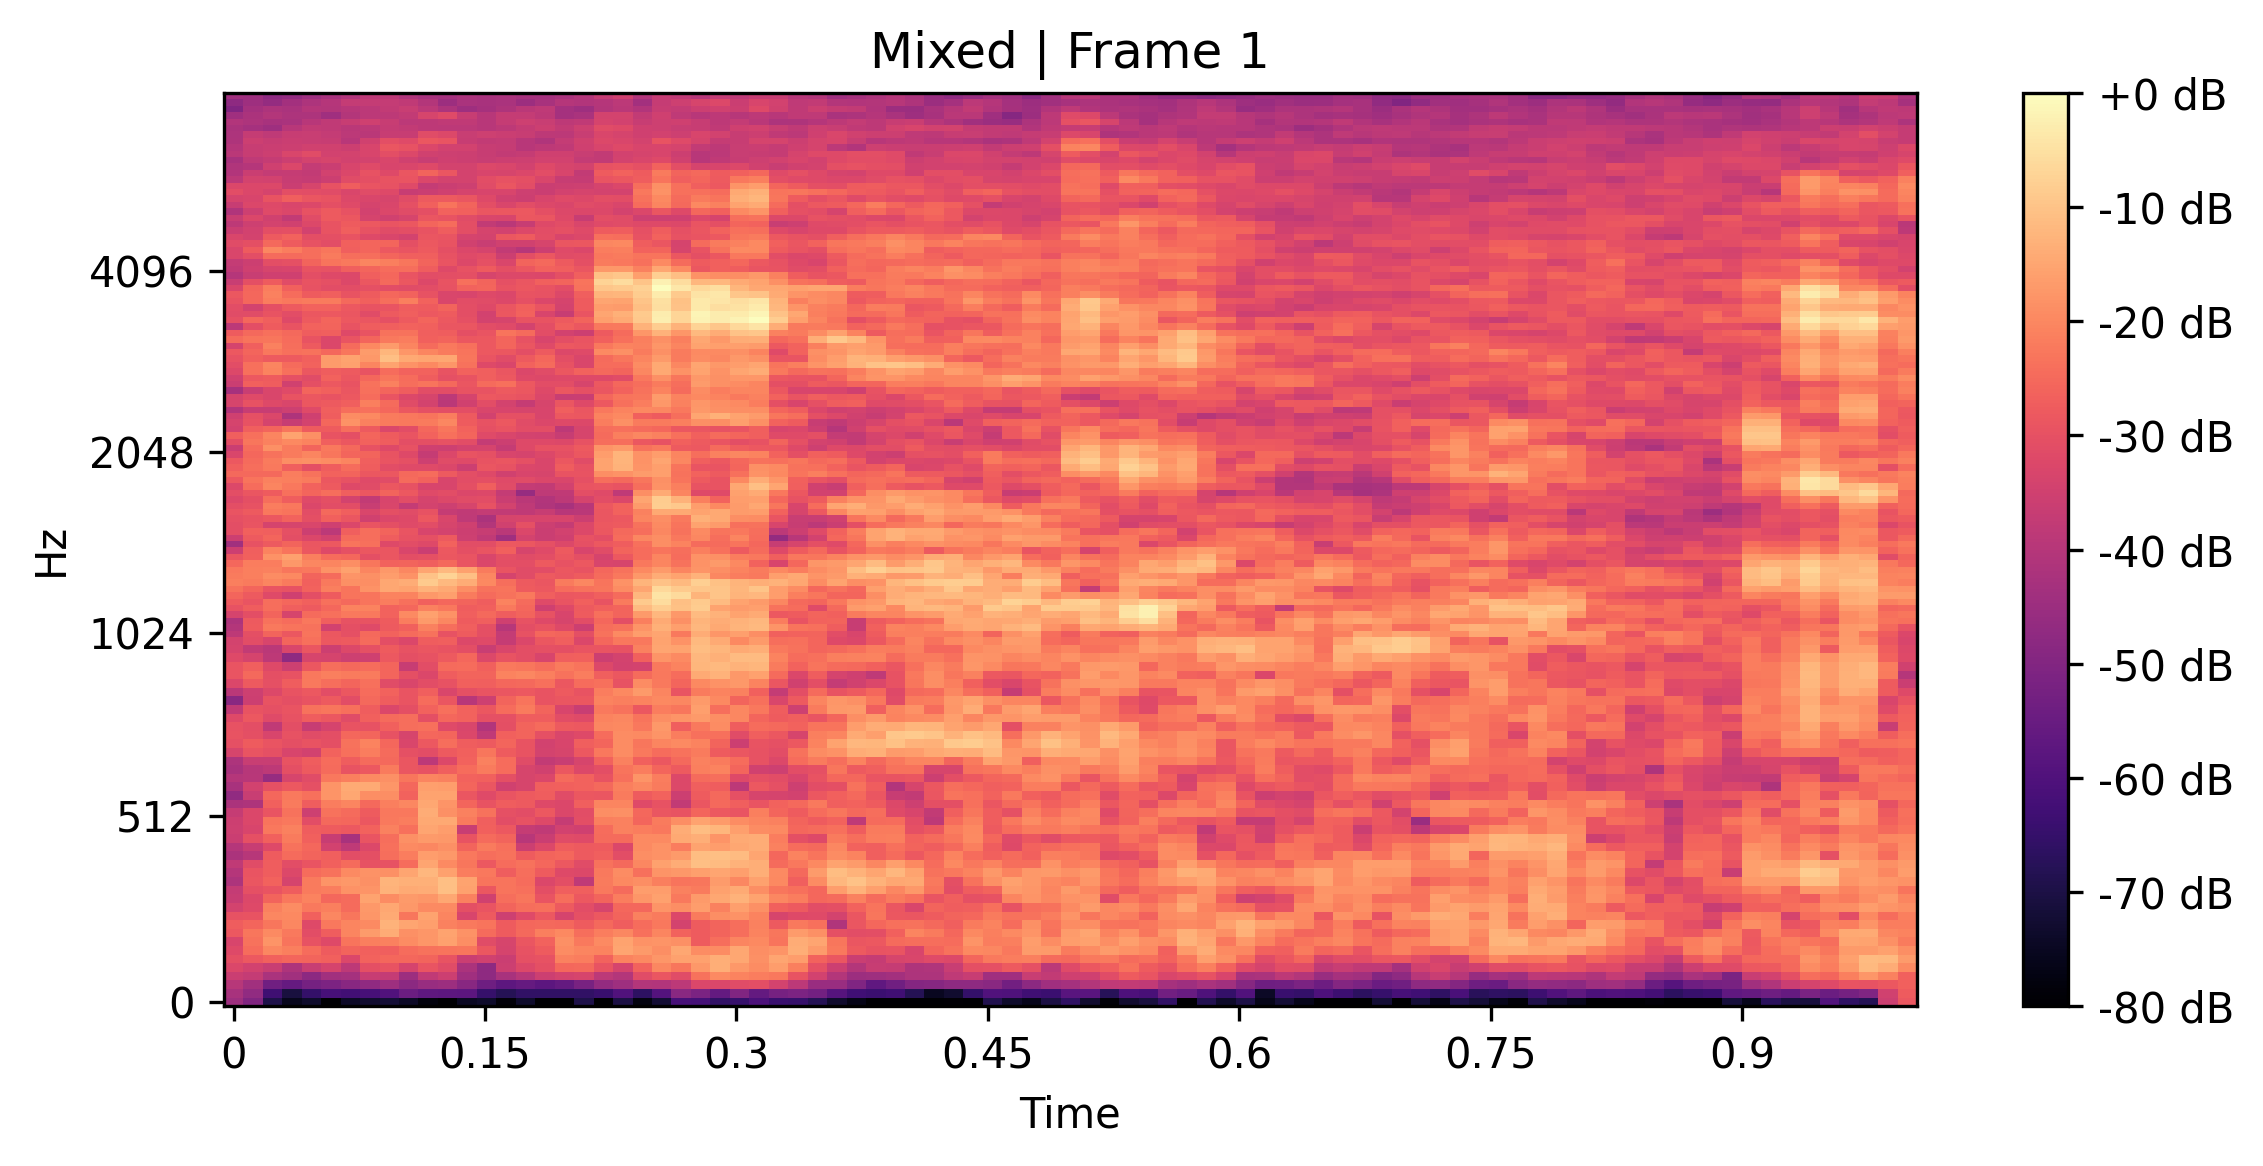 Mixed | Frame 1
+0 dB
-10 dB
-20 dB
-30 dB
-40 dB
-50 dB
-60 dB
-70 dB
-80 dB
Hz
4096
2048
1024
512
0
0
0.15
0.3
0.45
0.6
0.75
0.9
Time